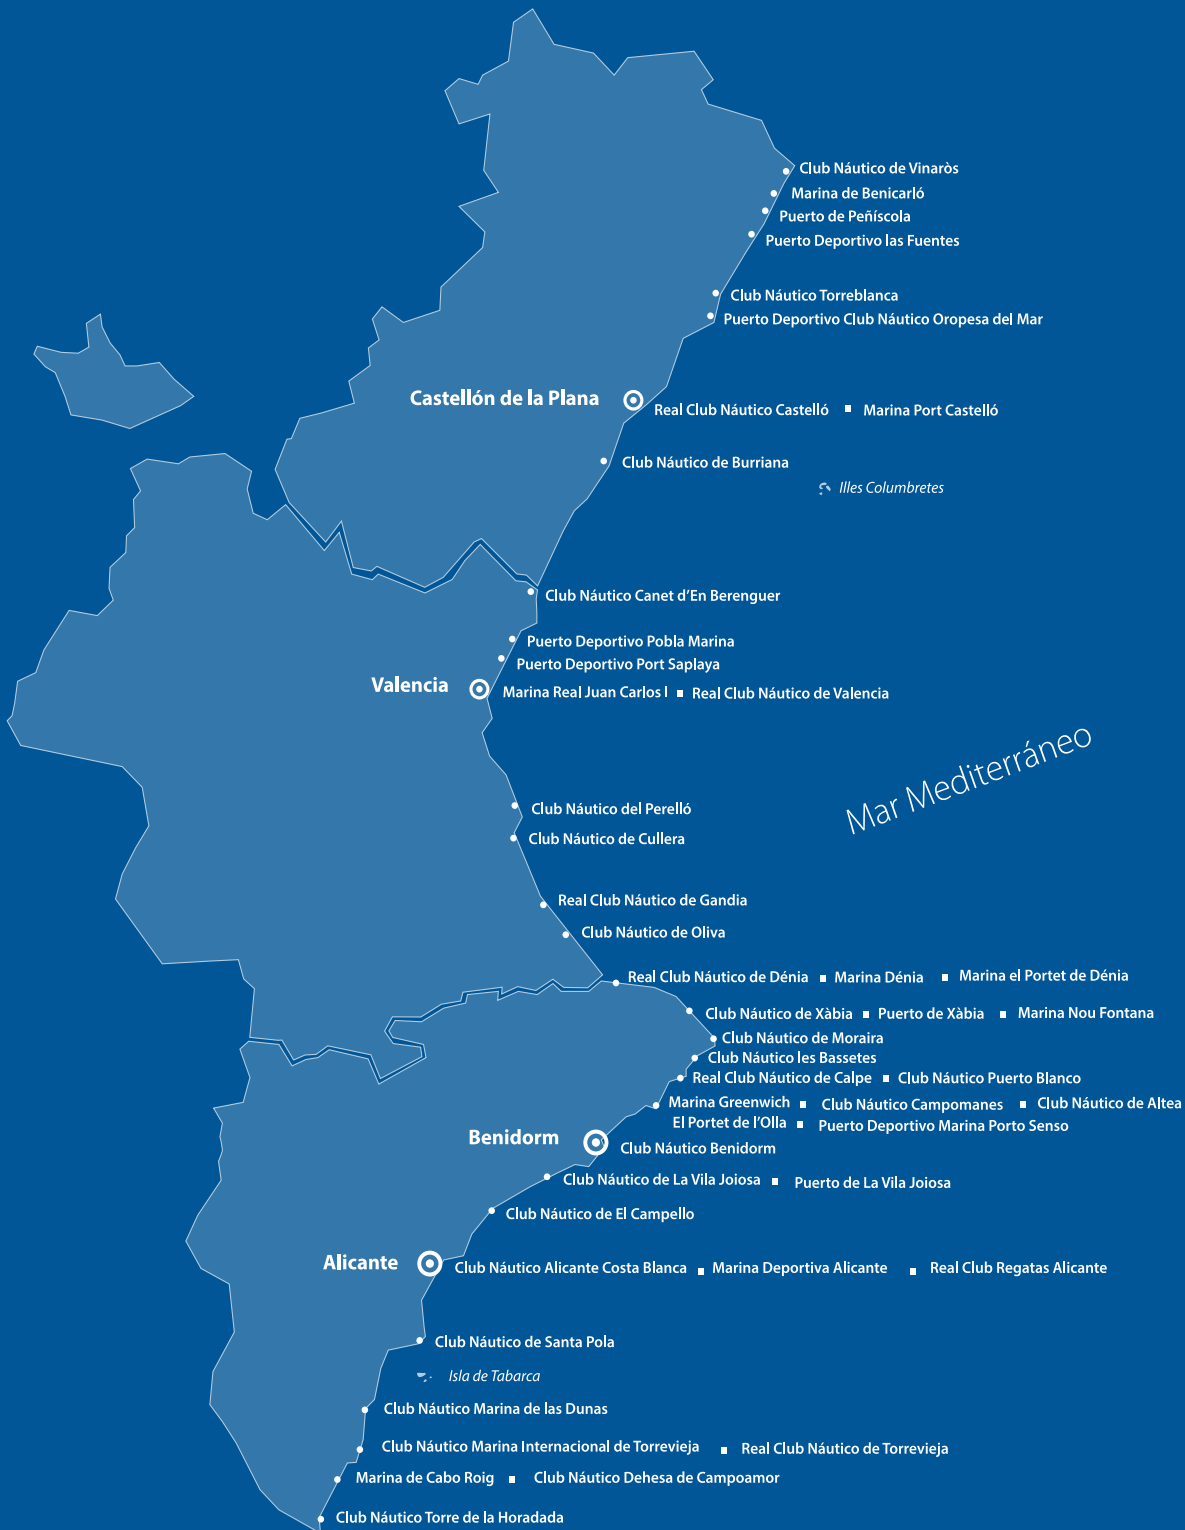 Club Náutico de Vinaròs
Marina de Benicarló
Puerto de Peñíscola
Puerto Deportivo las Fuentes
Club Náutico Torreblanca
Puerto Deportivo Club Náutico Oropesa del Mar
Castellón de la Plana
Real Club Náutico Castelló ▪ Marina Port Castelló
Club Náutico de Burriana
Illes Columbretes
Club Náutico Canet d’En Berenguer
Puerto Deportivo Pobla Marina
Puerto Deportivo Port Saplaya
Valencia
Marina Real Juan Carlos I ▪ Real Club Náutico de Valencia
Mar Mediterráneo
Club Náutico del Perelló
Club Náutico de Cullera
Real Club Náutico de Gandia
Club Náutico de Oliva
Real Club Náutico de Dénia ▪ Marina Dénia ▪ Marina el Portet de Dénia
Club Náutico de Xàbia ▪ Puerto de Xàbia ▪ Marina Nou Fontana
Club Náutico de Moraira
Club Náutico les Bassetes
Real Club Náutico de Calpe ▪ Club Náutico Puerto Blanco
Marina Greenwich ▪ Club Náutico Campomanes ▪ Club Náutico de Altea
El Portet de l’Olla ▪ Puerto Deportivo Marina Porto Senso
Benidorm
Club Náutico Benidorm
Club Náutico de La Vila Joiosa ▪ Puerto de La Vila Joiosa
Club Náutico de El Campello
Alicante
Club Náutico Alicante Costa Blanca ▪ Marina Deportiva Alicante ▪ Real Club Regatas Alicante
Club Náutico de Santa Pola
Isla de Tabarca
Club Náutico Marina de las Dunas
Club Náutico Marina Internacional de Torrevieja ▪ Real Club Náutico de Torrevieja
Marina de Cabo Roig ▪ Club Náutico Dehesa de Campoamor
Club Náutico Torre de la Horadada